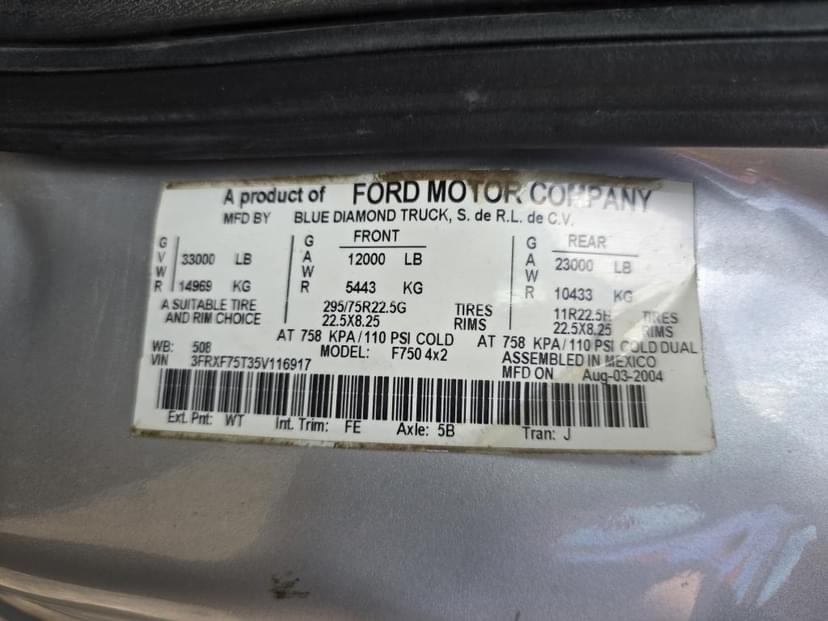 A product of FORD MOTOR COMPANY
MFD BY BLUE DIAMOND TRUCK, S. de R.L. de C.V.
GVWR 33000 LB 14969 KG
GAWR FRONT 12000 LB 5443 KG
GAWR REAR 23000 LB 10433 KG
A SUITABLE TIRE AND RIM CHOICE
295/75R22.5G TIRES 11R22.5H TIRES
22.5X8.25 RIMS 22.5X8.25 RIMS
AT 758 KPA/110 PSI COLD AT 758 KPA/110 PSI COLD DUAL
WB: 508 MODEL: F750 4x2 ASSEMBLED IN MEXICO
VIN 3FRXF75T35V116917 MFD ON Aug-03-2004
Ext. Pnt: WT Int. Trim: FE Axle: 5B Tran: J